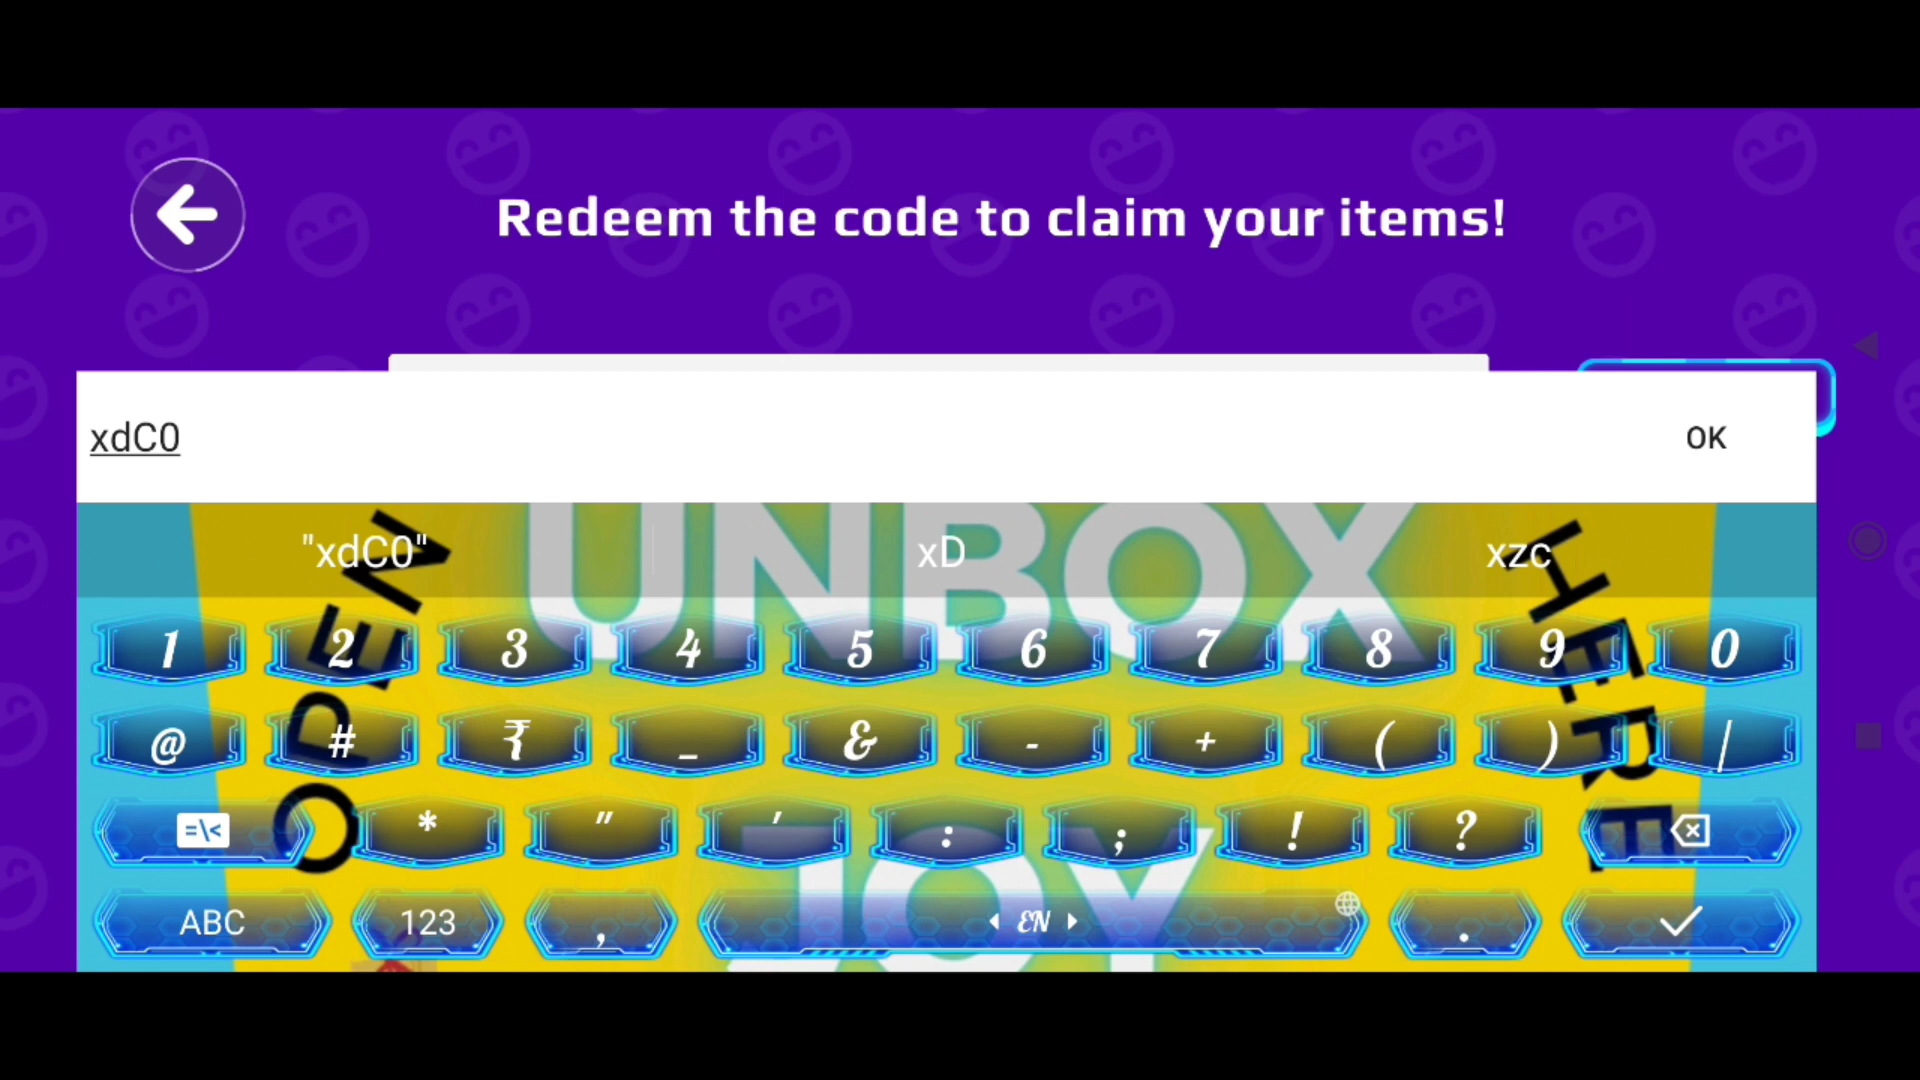 Redeem the code to claim your items!
xdC0
OK
"xdC0" xD xzc
UNBOX
OPEN
HERE
1 2 3 4 5 6 7 8 9 0
@ # ₹ _ & - + ( ) /
=\< * " ' : ; ! ?
JOY
ABC 123 , EN .